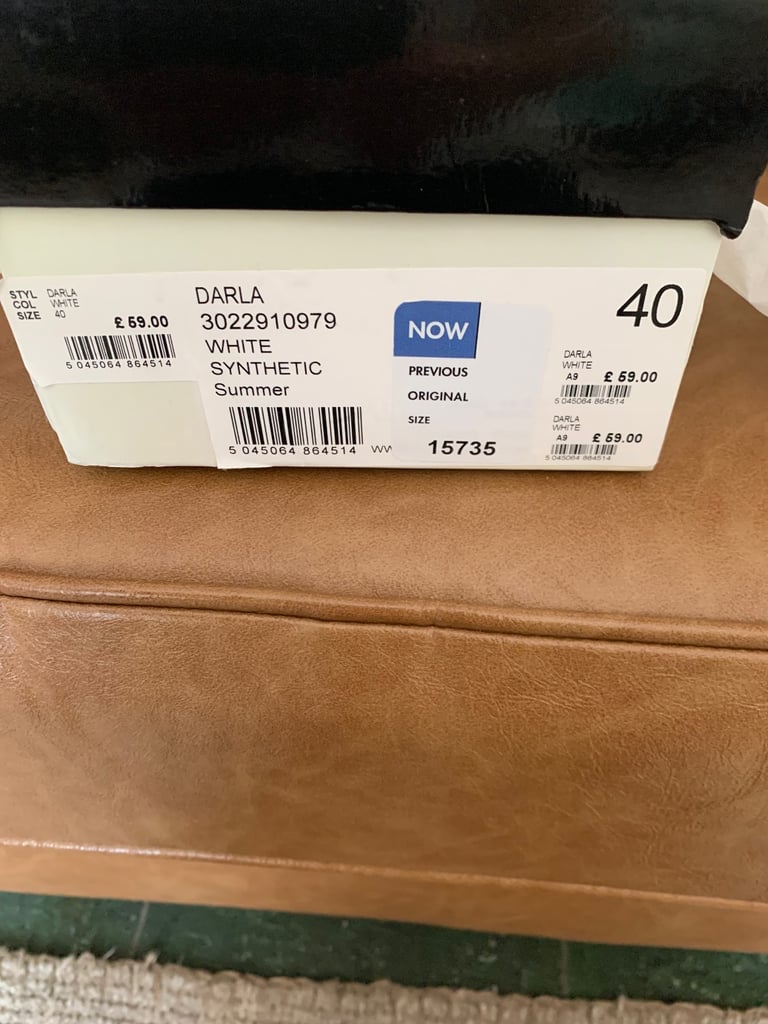 STYL DARLA
COL WHITE
SIZE 40
£ 59.00
5 045064 864514
DARLA
3022910979
WHITE
SYNTHETIC
Summer
5 045064 864514
NOW
PREVIOUS
ORIGINAL
SIZE
15735
40
DARLA
WHITE
A9 £ 59.00
5 045064 864514
DARLA
WHITE
A9 £ 59.00
5 045064 864514